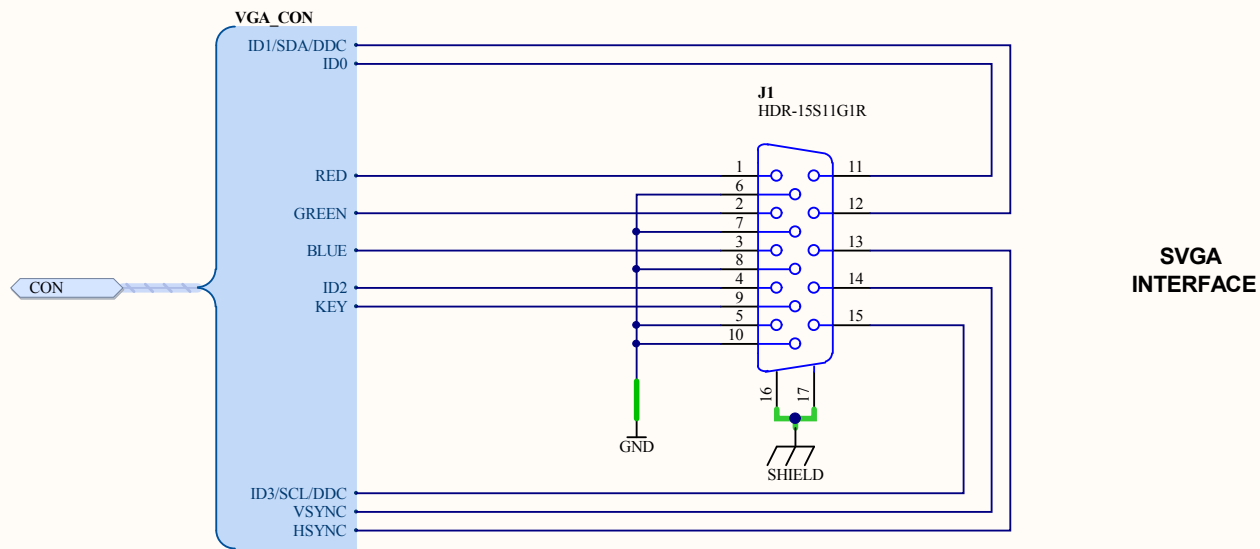 VGA_CON
ID1/SDA/DDC
ID0
J1
HDR-15S11G1R
RED
1
11
6
GREEN
2
12
7
BLUE
3
13
8
CON
ID2
4
14
KEY
9
5
15
10
SVGA
INTERFACE
16
17
GND
SHIELD
ID3/SCL/DDC
VSYNC
HSYNC